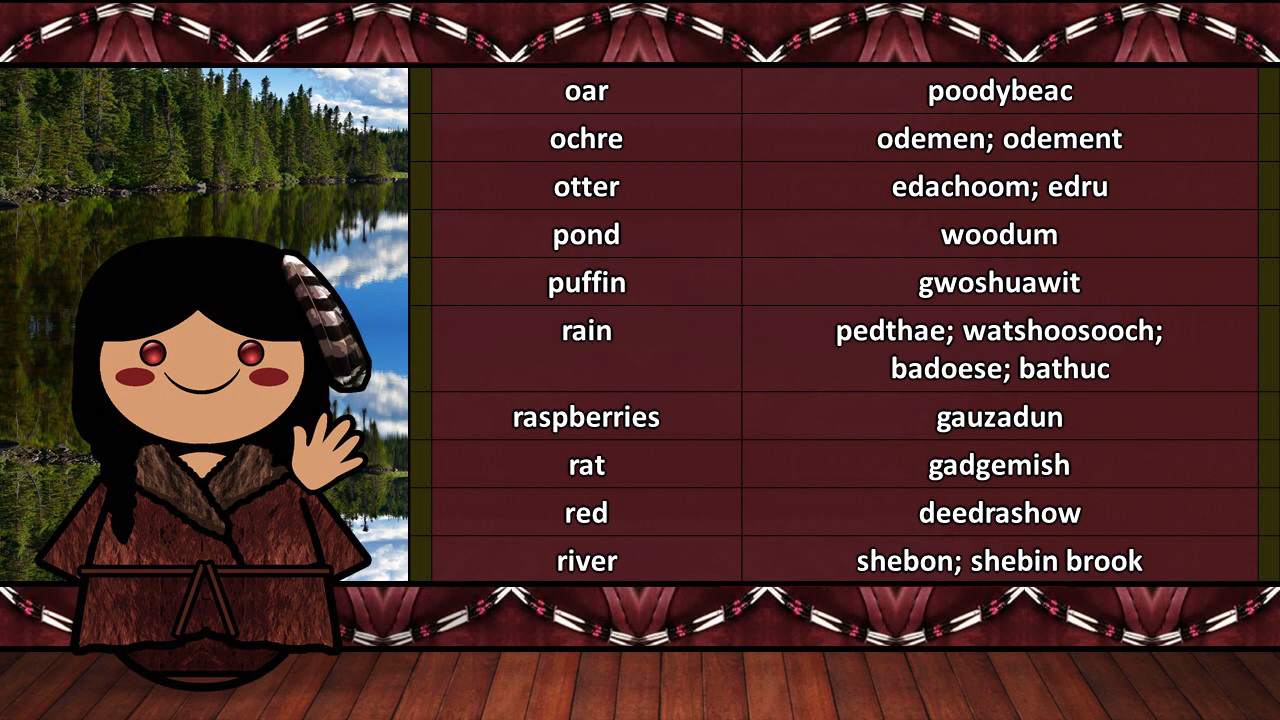 oar poodybeac
ochre odemen; odement
otter edachoom; edru
pond woodum
puffin gwoshuawit
rain pedthae; watshoosooch;
badoese; bathuc
raspberries gauzadun
rat gadgemish
red deedrashow
river shebon; shebin brook